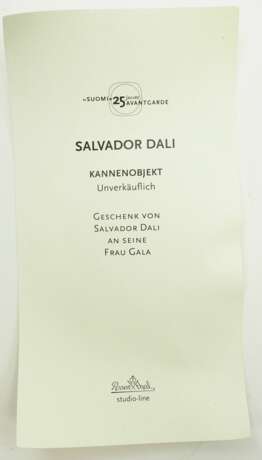 »SUOMI« 25 JAHRE AVANTGARDE
SALVADOR DALI
KANNENOBJEKT
Unverkäuflich
GESCHENK VON
SALVADOR DALI
AN SEINE
FRAU GALA
Rosenthal
studio-line